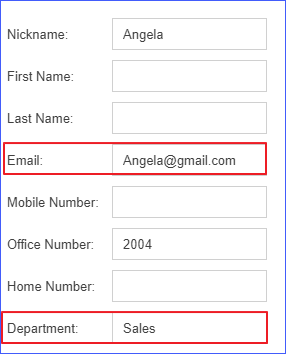 Nickname: Angela
First Name:
Last Name:
Email: Angela@gmail.com
Mobile Number:
Office Number: 2004
Home Number:
Department: Sales